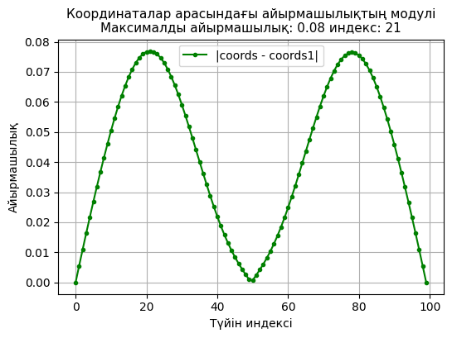 Координаталар арасындағы айырмашылықтың модулі
Максималды айырмашылық: 0.08 индекс: 21
|coords - coords1|
Айырмашылық
0.08
0.07
0.06
0.05
0.04
0.03
0.02
0.01
0.00
0 20 40 60 80 100
Түйін индексі